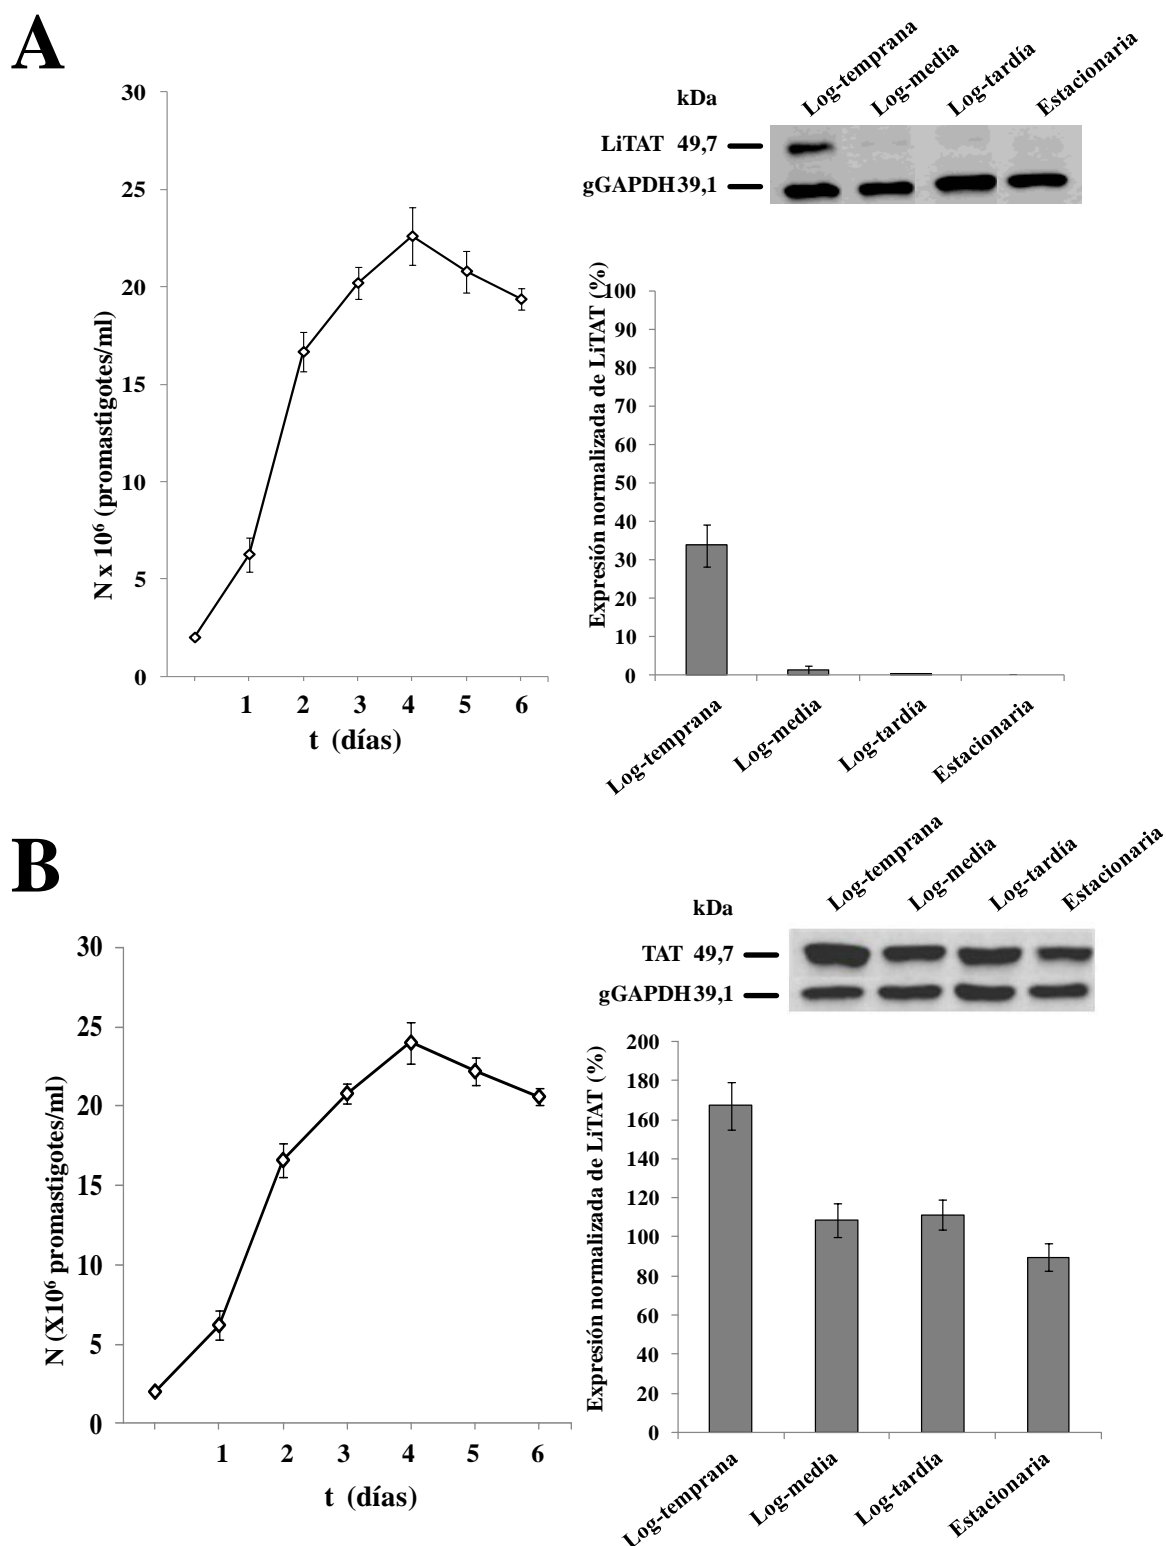 A
Log-temprana
Log-media
Log-tardía
Estacionaria
kDa
LiTAT 49,7
gGAPDH 39,1
30
25
20
15
10
5
0
N x 10⁶ (promastigotes/ml)
1 2 3 4 5 6
t (días)
Expresión normalizada de LiTAT (%)
100
90
80
70
60
50
40
30
20
10
0
Log-temprana
Log-media
Log-tardía
Estacionaria
B
Log-temprana
Log-media
Log-tardía
Estacionaria
kDa
TAT 49,7
gGAPDH 39,1
30
25
20
15
10
5
0
N (X10⁶ promastigotes/ml)
1 2 3 4 5 6
t (días)
Expresión normalizada de LiTAT (%)
200
180
160
140
120
100
80
60
40
20
0
Log-temprana
Log-media
Log-tardía
Estacionaria